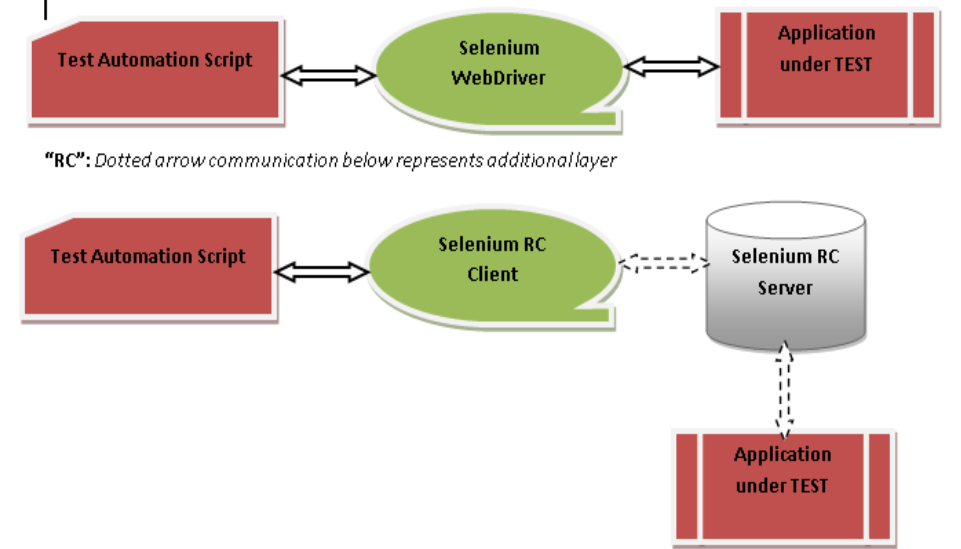 Test Automation Script
Selenium
WebDriver
Application
under TEST
“RC”: Dotted arrow communication below represents additional layer
Test Automation Script
Selenium RC
Client
Selenium RC
Server
Application
under TEST